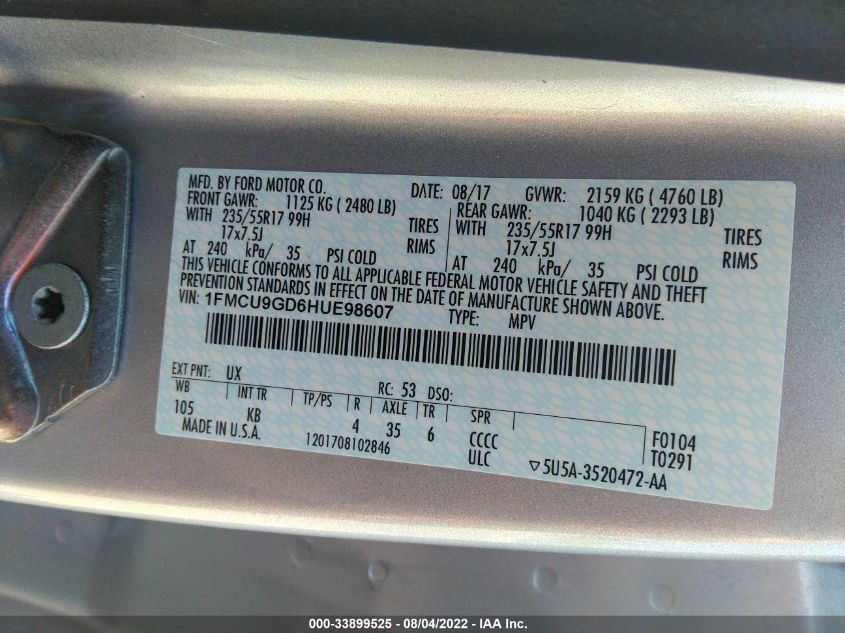 MFD. BY FORD MOTOR CO. DATE: 08/17 GVWR: 2159 KG ( 4760 LB)
FRONT GAWR: 1125 KG ( 2480 LB) REAR GAWR: 1040 KG ( 2293 LB)
WITH 235/55R17 99H TIRES WITH 235/55R17 99H TIRES
17x7.5J RIMS 17x7.5J RIMS
AT 240 kPa/ 35 PSI COLD AT 240 kPa/ 35 PSI COLD
THIS VEHICLE CONFORMS TO ALL APPLICABLE FEDERAL MOTOR VEHICLE SAFETY AND THEFT
PREVENTION STANDARDS IN EFFECT ON THE DATE OF MANUFACTURE SHOWN ABOVE.
VIN: 1FMCU9GD6HUE98607 TYPE: MPV
EXT PNT: UX RC: 53 DSO:
WB INT TR TP/PS R AXLE TR SPR
105 KB 4 35 6 CCCC F0104
MADE IN U.S.A. 1201708102846 ULC T0291
▽5U5A-3520472-AA
000-33899525 - 08/04/2022 - IAA Inc.